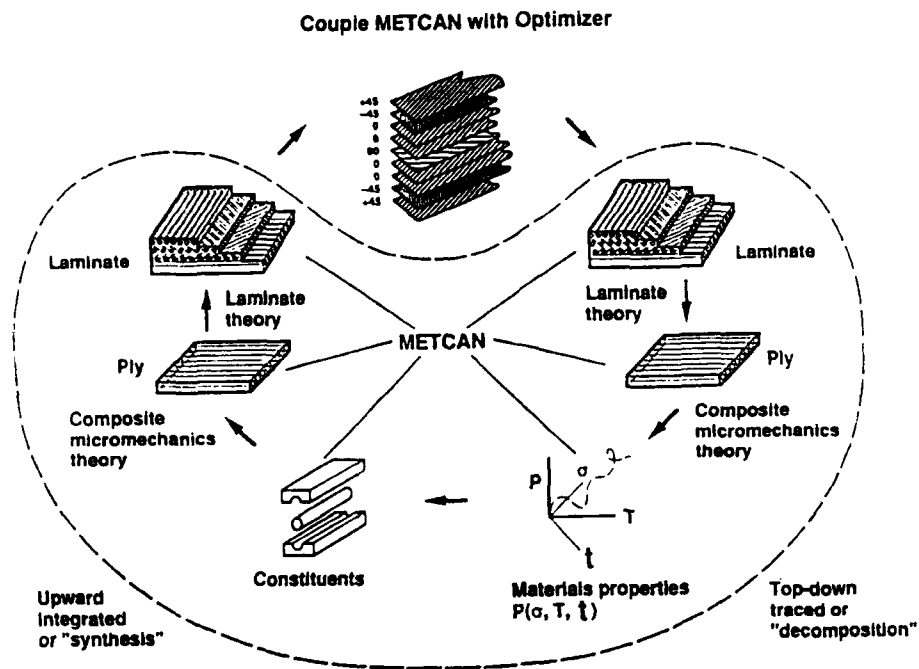 Couple METCAN with Optimizer
+45
-45
0
0
90
0
0
-45
+45
Laminate
Laminate
theory
Ply
Composite
micromechanics
theory
METCAN
Laminate
Laminate
theory
Ply
Composite
micromechanics
theory
P
σ
T
t
Constituents
Materials properties
P(σ, T, t)
Upward
integrated
or "synthesis"
Top-down
traced or
"decomposition"